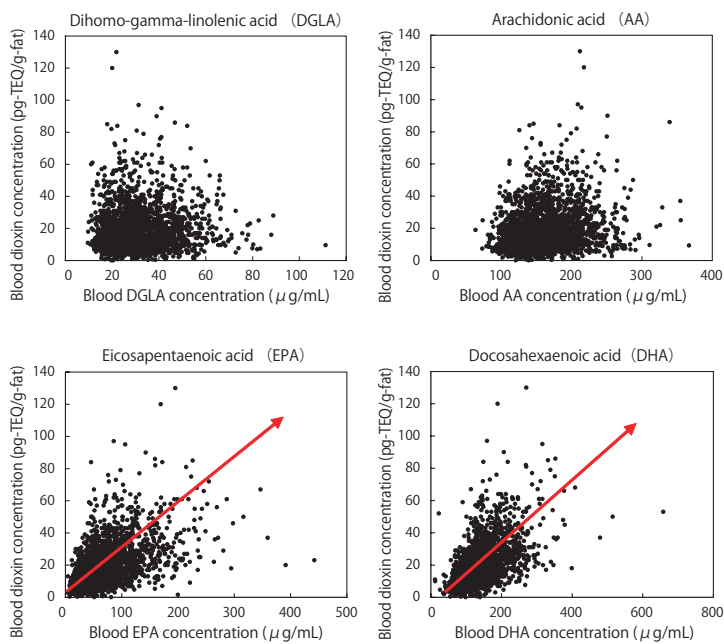 Dihomo-gamma-linolenic acid （DGLA）
Blood dioxin concentration (pg-TEQ/g-fat)
140
120
100
80
60
40
20
0
0 20 40 60 80 100 120
Blood DGLA concentration (μg/mL)
Arachidonic acid （AA）
Blood dioxin concentration (pg-TEQ/g-fat)
140
120
100
80
60
40
20
0
0 100 200 300 400
Blood AA concentration (μg/mL)
Eicosapentaenoic acid （EPA）
Blood dioxin concentration (pg-TEQ/g-fat)
140
120
100
80
60
40
20
0
0 100 200 300 400 500
Blood EPA concentration (μg/mL)
Docosahexaenoic acid （DHA）
Blood dioxin concentration (pg-TEQ/g-fat)
140
120
100
80
60
40
20
0
0 200 400 600 800
Blood DHA concentration (μg/mL)